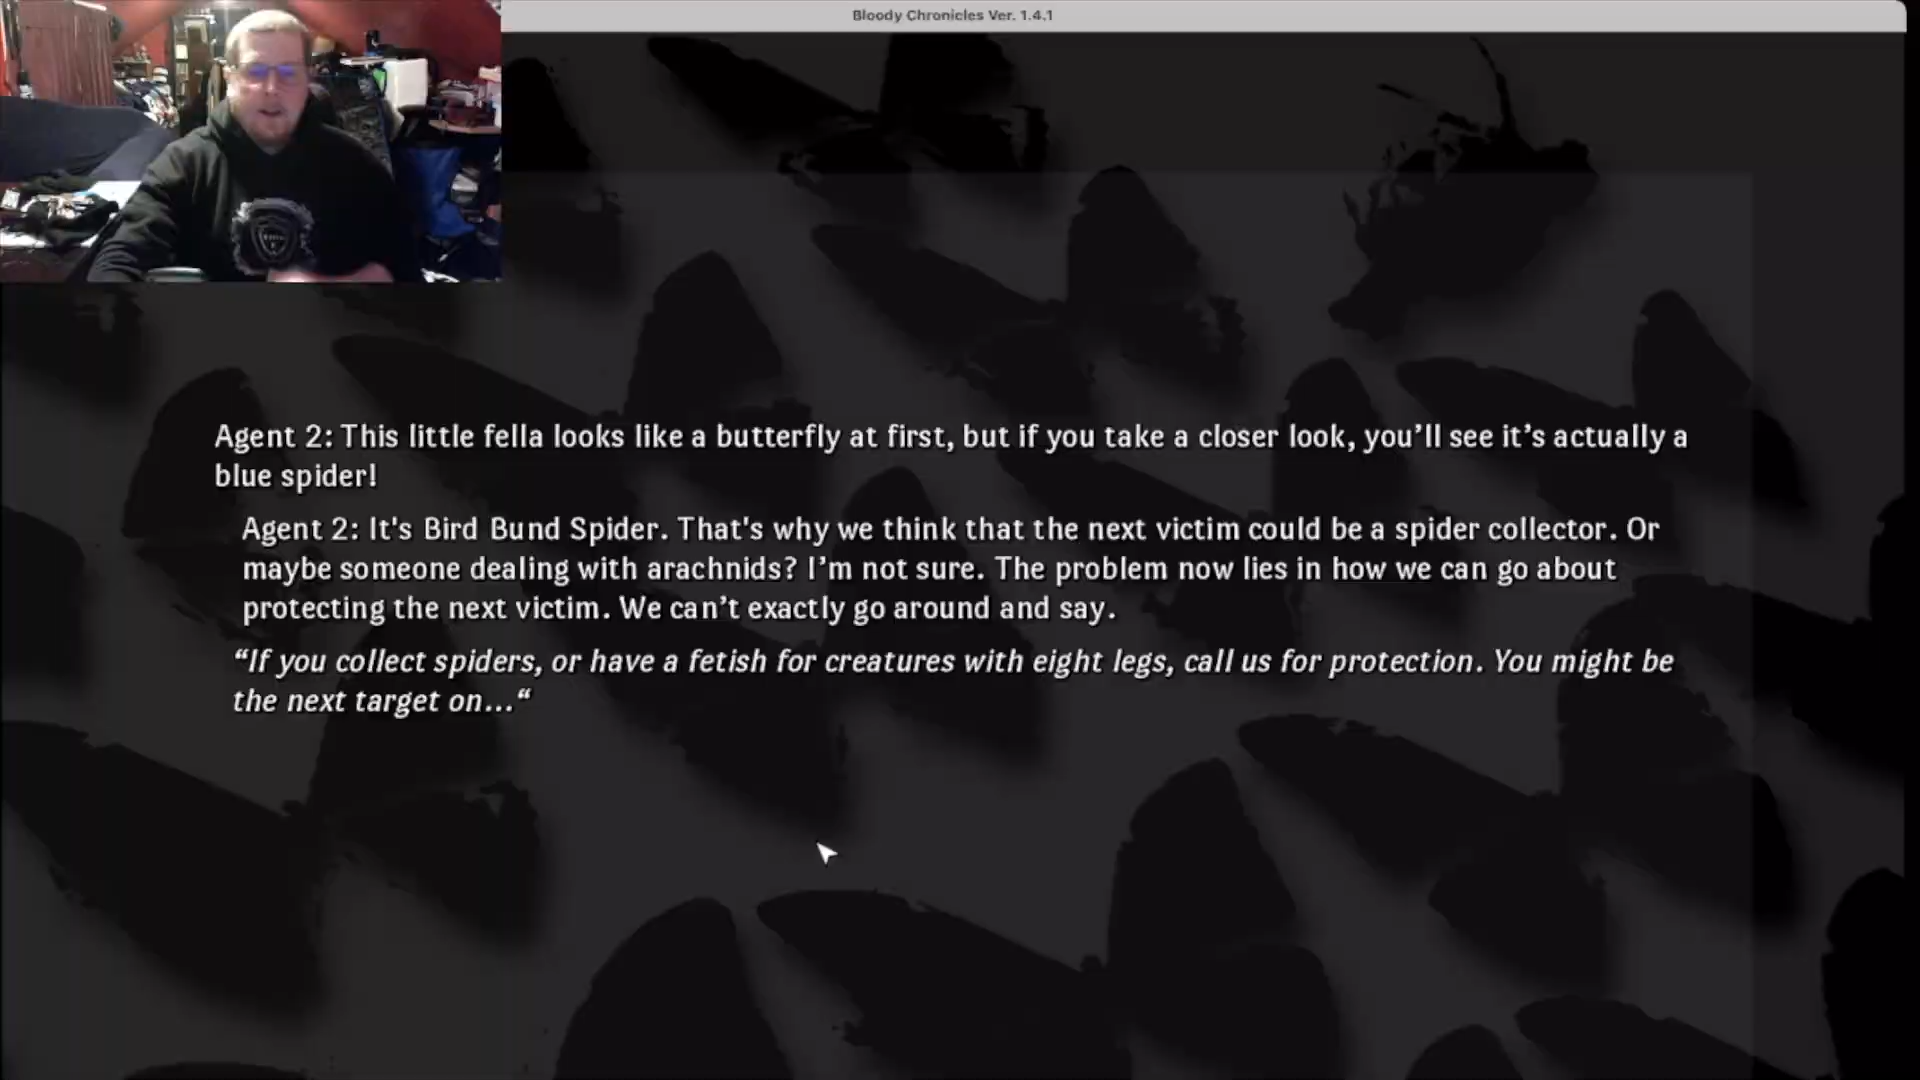 Bloody Chronicles Ver. 1.4.1
Agent 2: This little fella looks like a butterfly at first, but if you take a closer look, you’ll see it’s actually a
blue spider!
Agent 2: It's Bird Bund Spider. That's why we think that the next victim could be a spider collector. Or
maybe someone dealing with arachnids? I’m not sure. The problem now lies in how we can go about
protecting the next victim. We can’t exactly go around and say.
“If you collect spiders, or have a fetish for creatures with eight legs, call us for protection. You might be
the next target on...“